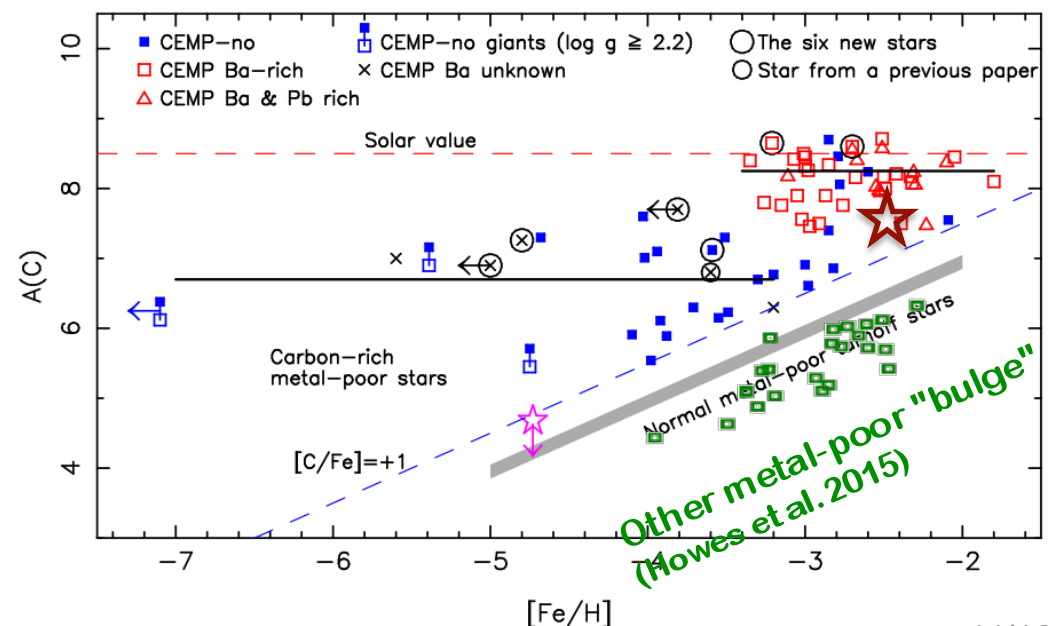 10
8
6
4
A(C)
CEMP-no
CEMP Ba-rich
CEMP Ba & Pb rich
CEMP-no giants (log g ≧ 2.2)
CEMP Ba unknown
The six new stars
Star from a previous paper
Solar value
Carbon-rich
metal-poor stars
[C/Fe]=+1
Normal metal-poor turnoff stars
Other metal-poor "bulge"
(Howes et al. 2015)
−7
−6
−5
−4
−3
−2
[Fe/H]